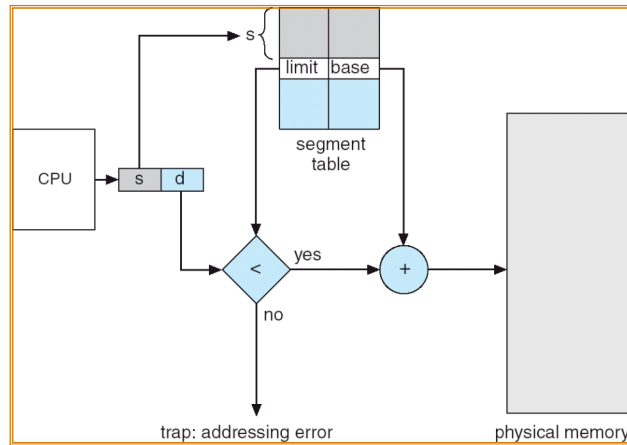 s
limit base
segment
table
CPU
s d
<
yes
+
no
trap: addressing error
physical memory